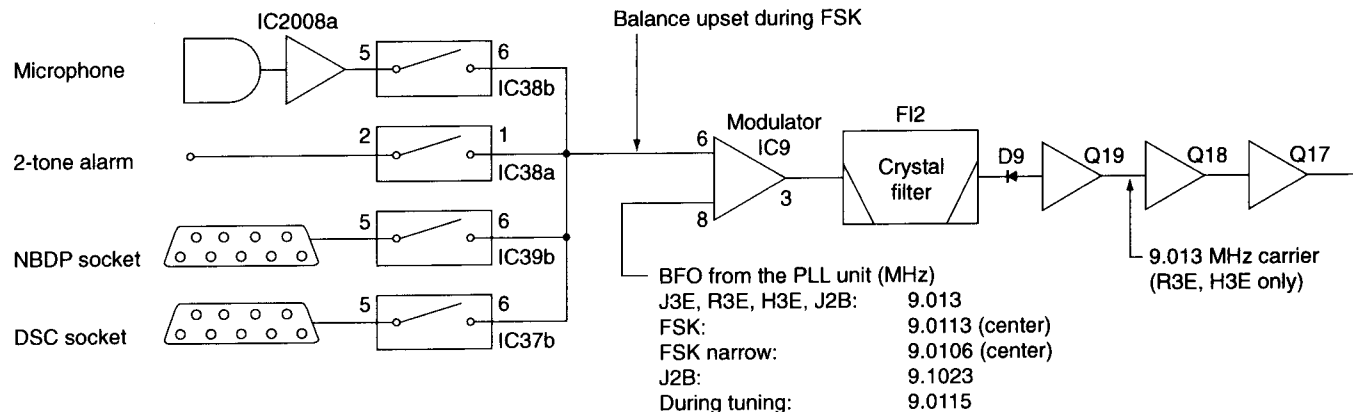 IC2008a
Balance upset during FSK
Microphone
5
6
IC38b
2-tone alarm
2
1
IC38a
6
Modulator
IC9
8
3
FI2
Crystal
filter
D9
Q19
Q18
Q17
NBDP socket
5
6
IC39b
DSC socket
5
6
IC37b
9.013 MHz carrier
(R3E, H3E only)
BFO from the PLL unit (MHz)
J3E, R3E, H3E, J2B: 9.013
FSK: 9.0113 (center)
FSK narrow: 9.0106 (center)
J2B: 9.1023
During tuning: 9.0115